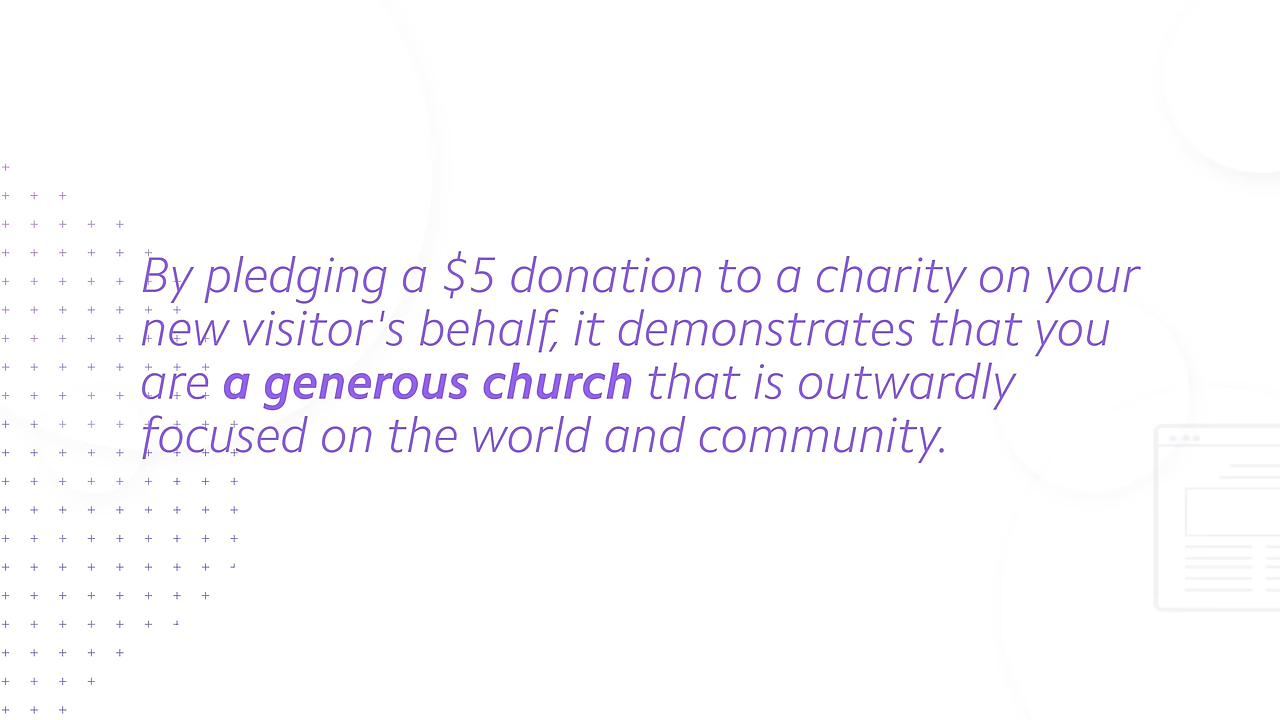 By pledging a $5 donation to a charity on your
new visitor's behalf, it demonstrates that you
are a generous church that is outwardly
focused on the world and community.